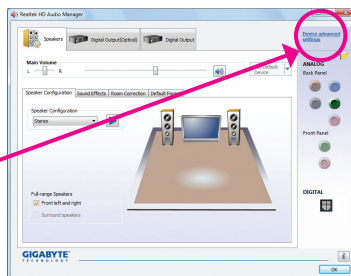 Realtek HD Audio Manager
Speakers
Digital Output(Optical)
Digital Output
Device advanced
settings
Main Volume
L
R
Device
ANALOG
Back Panel
Speaker Configuration
Sound Effects
Room Correction
Default Format
Speaker Configuration
Stereo
Front Panel
Full-range Speakers
Front left and right
Surround speakers
DIGITAL
GIGABYTE
TECHNOLOGY
OK